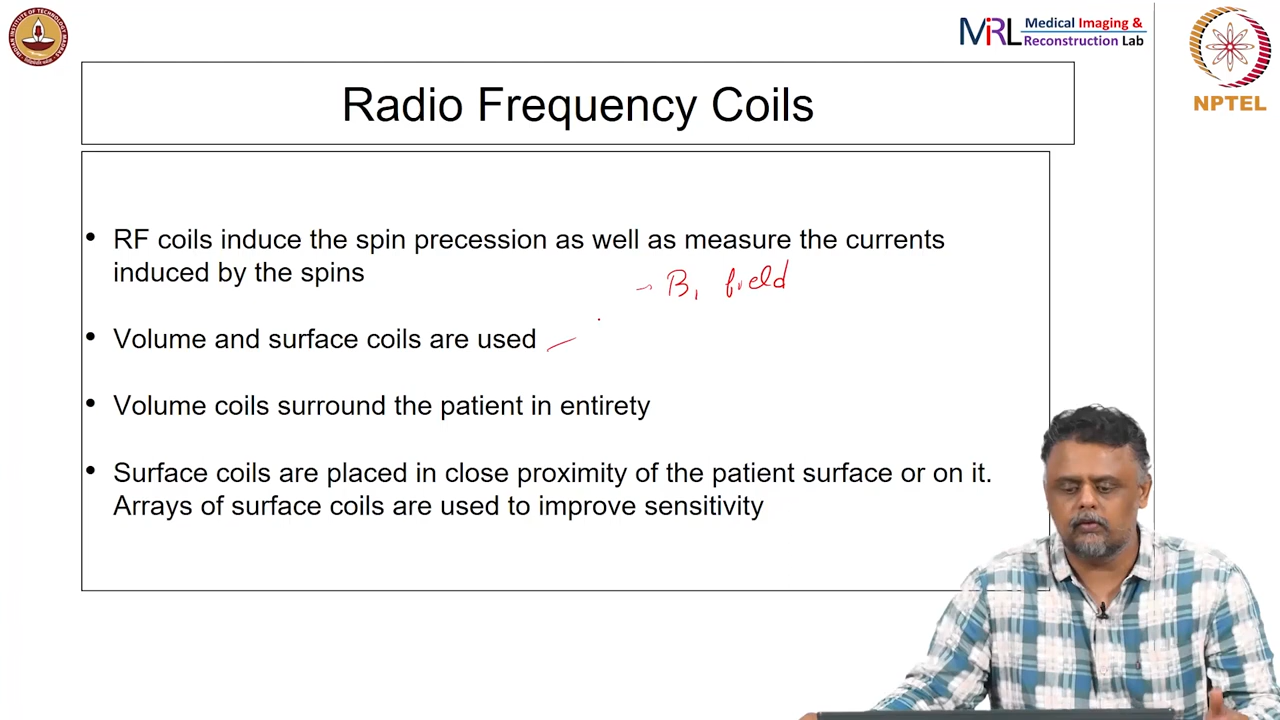 MiRL Medical Imaging &
Reconstruction Lab
NPTEL
Radio Frequency Coils
• RF coils induce the spin precession as well as measure the currents
induced by the spins
~ B₁ field
• Volume and surface coils are used
• Volume coils surround the patient in entirety
• Surface coils are placed in close proximity of the patient surface or on it.
Arrays of surface coils are used to improve sensitivity